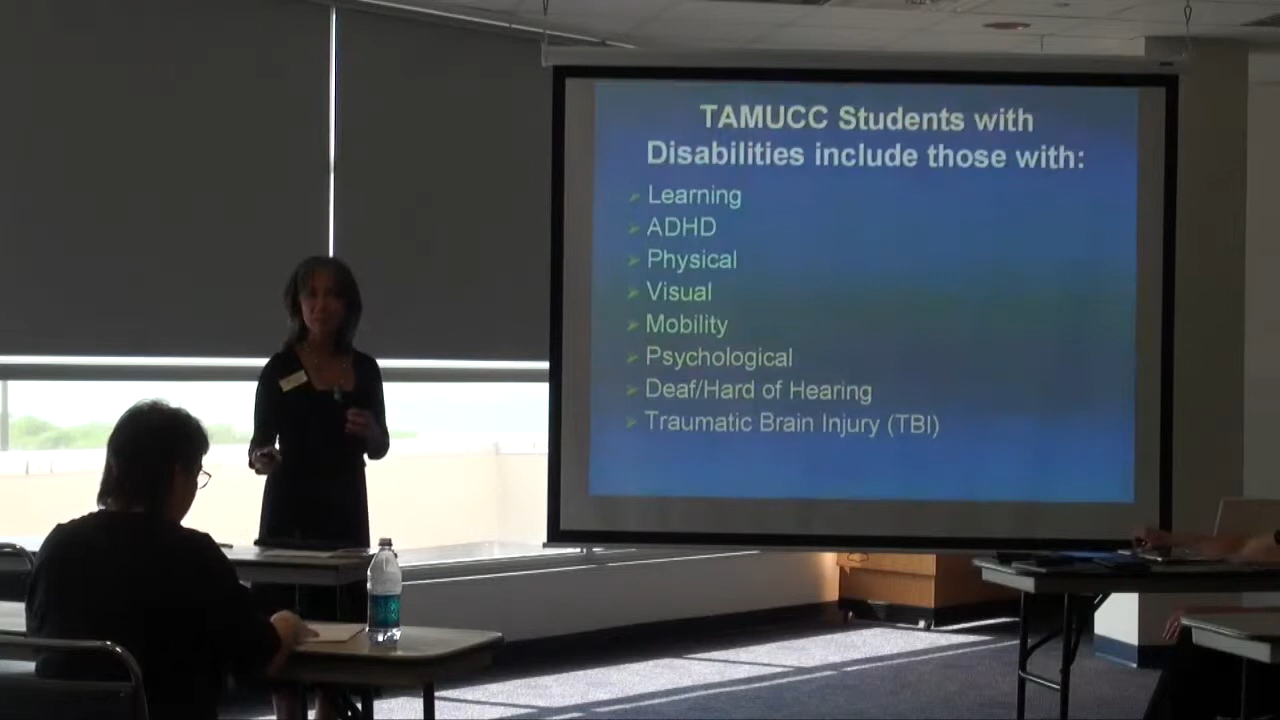 TAMUCC Students with
Disabilities include those with:
Learning
ADHD
Physical
Visual
Mobility
Psychological
Deaf/Hard of Hearing
Traumatic Brain Injury (TBI)